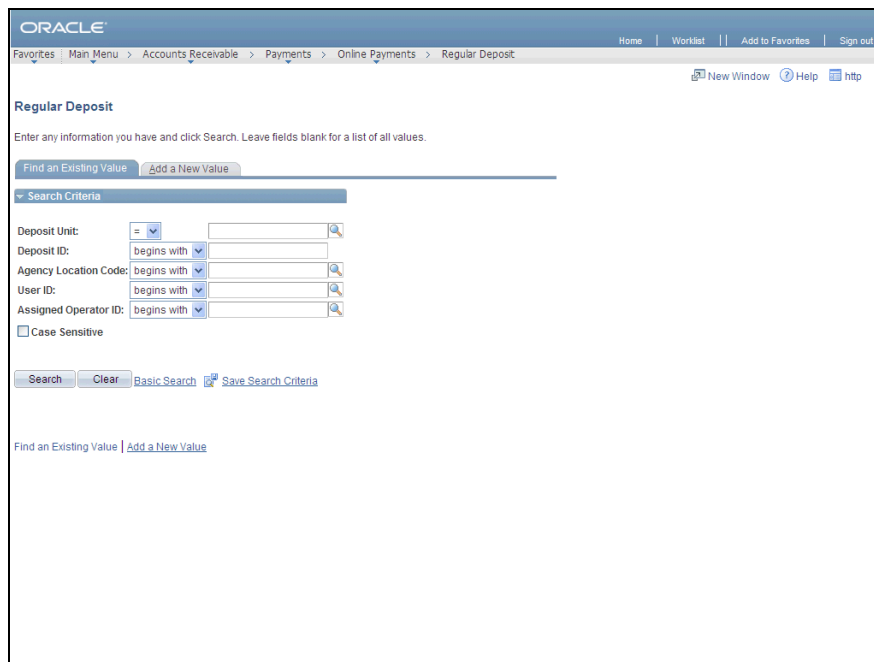 ORACLE
Home | Worklist || Add to Favorites | Sign out
Favorites Main Menu > Accounts Receivable > Payments > Online Payments > Regular Deposit
New Window ? Help http
Regular Deposit
Enter any information you have and click Search. Leave fields blank for a list of all values.
Find an Existing Value Add a New Value
Search Criteria
Deposit Unit: =
Deposit ID: begins with
Agency Location Code: begins with
User ID: begins with
Assigned Operator ID: begins with
Case Sensitive
Search Clear Basic Search Save Search Criteria
Find an Existing Value | Add a New Value